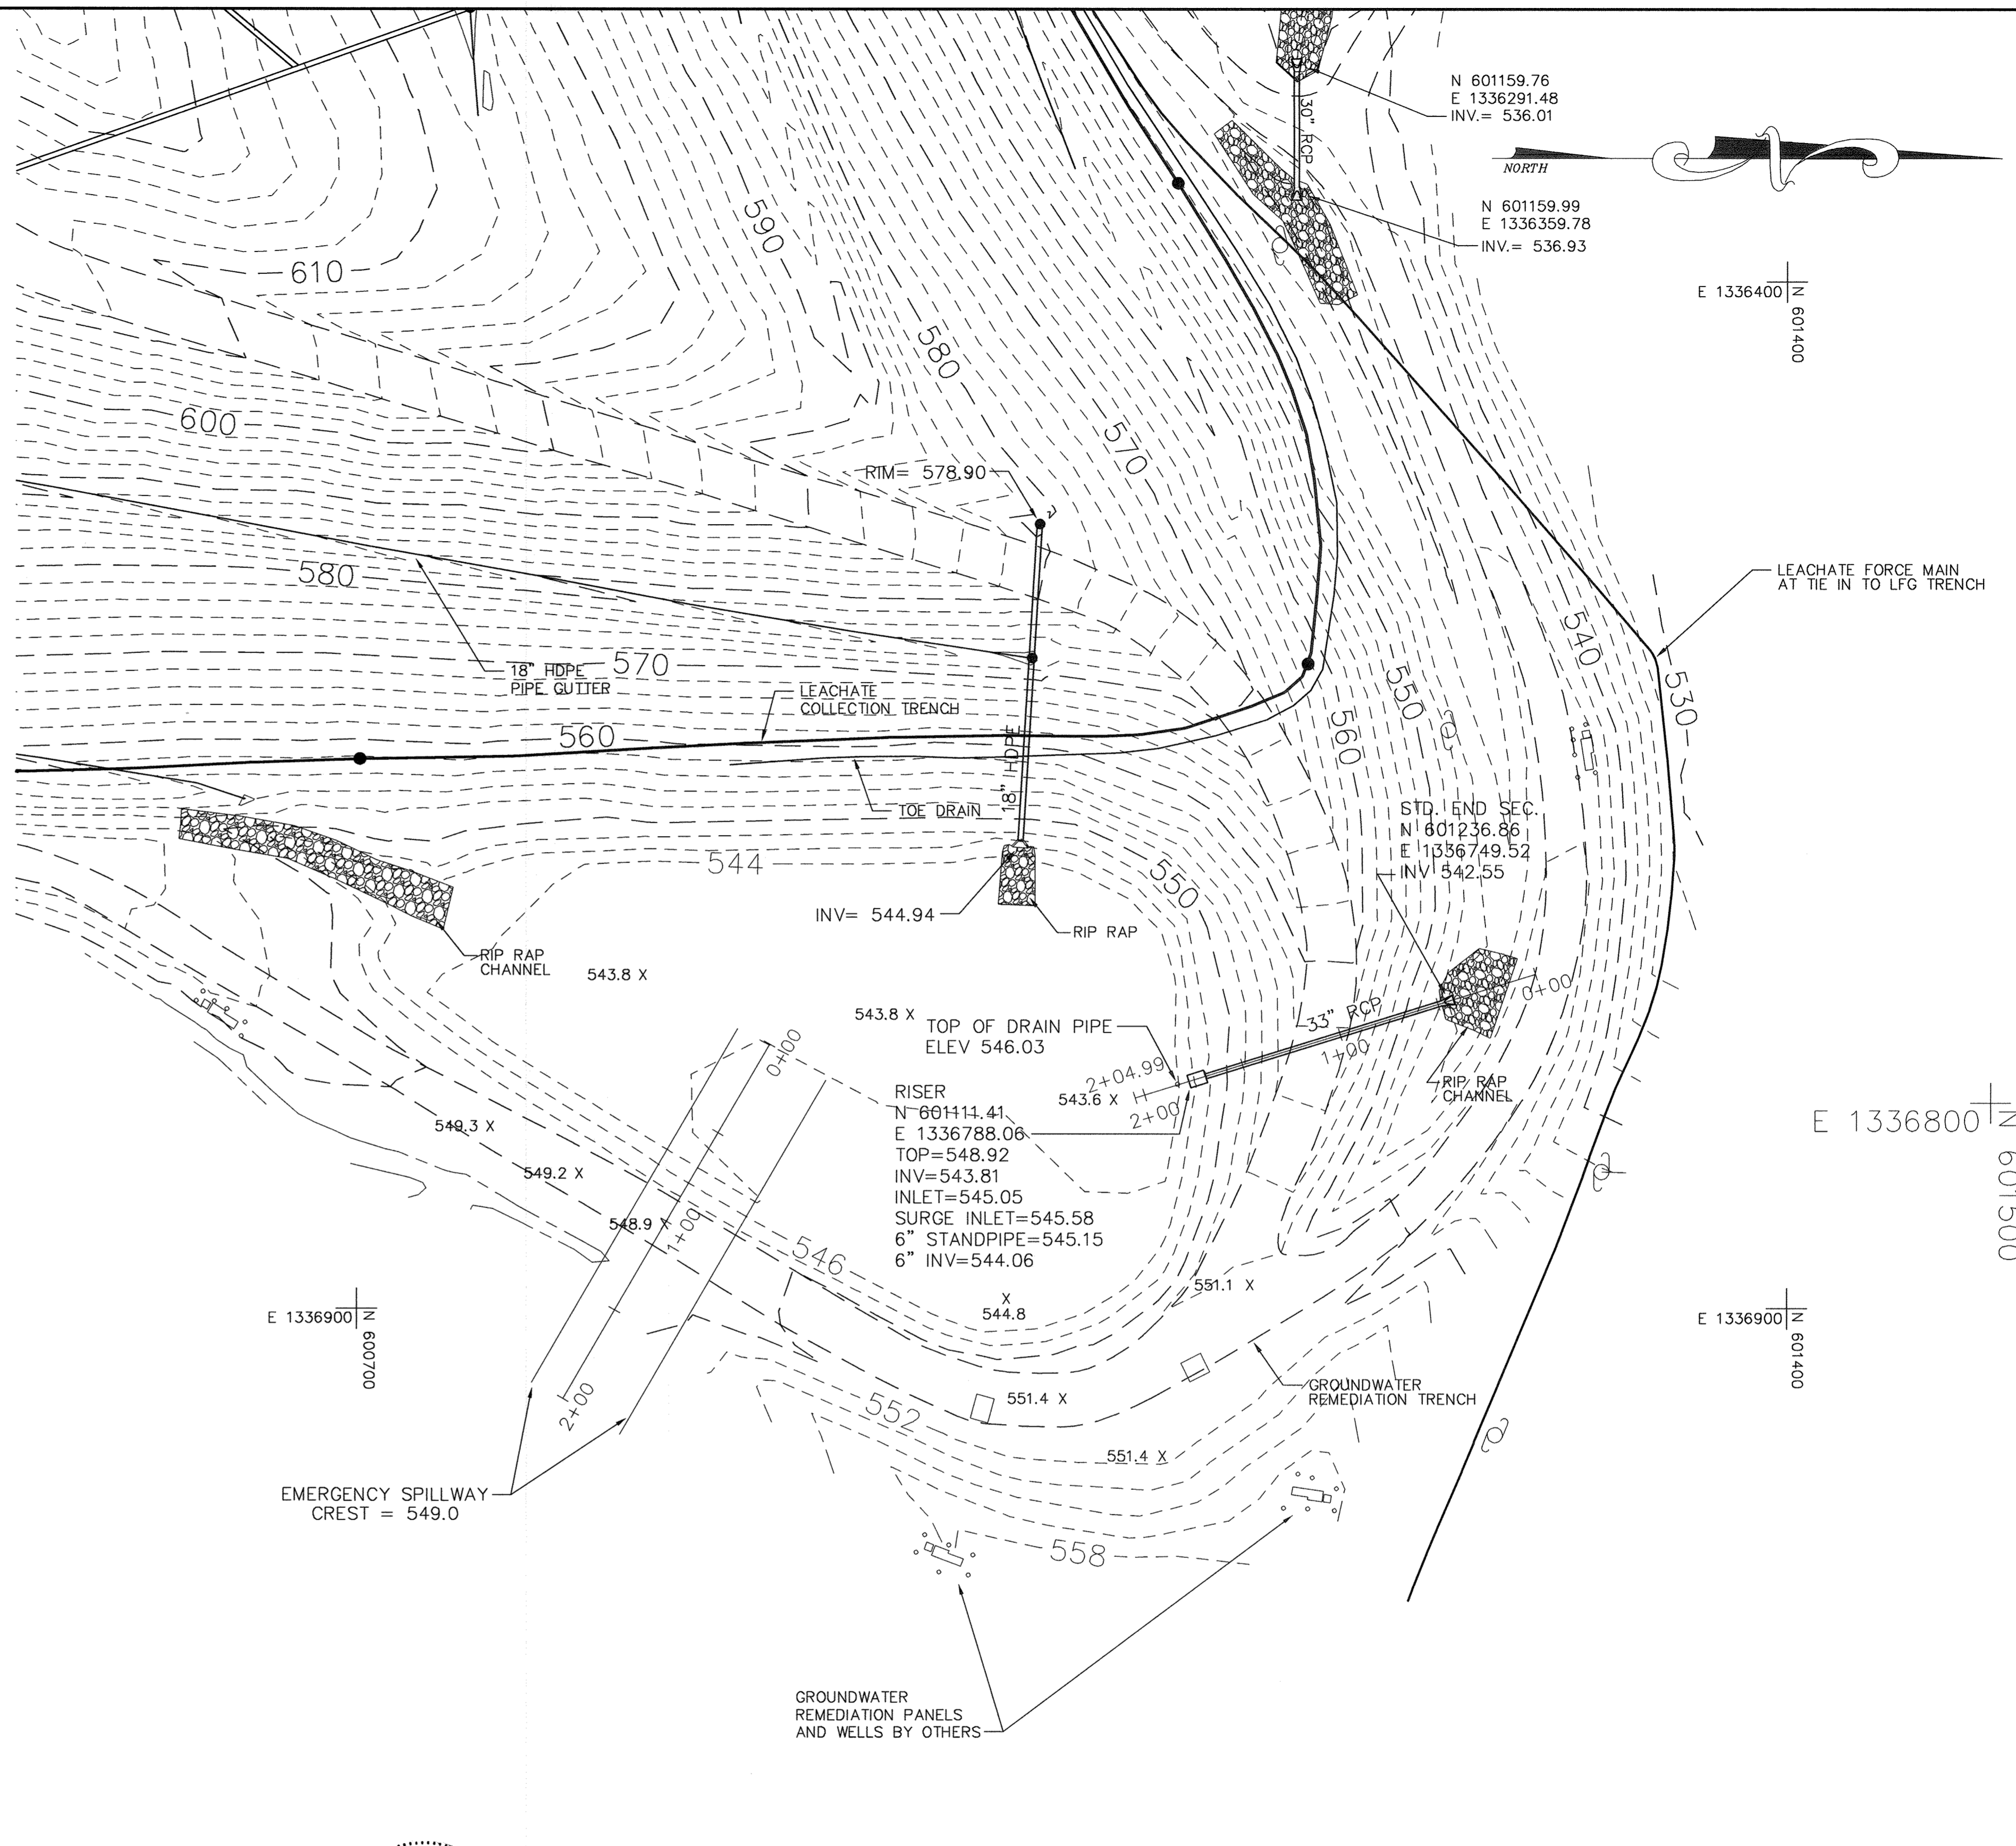 N 601159.76
E 1336291.48
INV.= 536.01
30" RCP
NORTH
N 601159.99
E 1336359.78
INV.= 536.93
590
610
E 1336400
N 601400
580
600
570
RIM= 578.90
580
LEACHATE FORCE MAIN
AT TIE IN TO LFG TRENCH
540
530
550
560
18" HDPE
PIPE GUTTER
570
LEACHATE
COLLECTION TRENCH
560
18" HDPE
TOE DRAIN
STD. END SEC.
N 601236.86
E 1336749.52
INV 542.55
544
550
INV= 544.94
RIP RAP
RIP RAP
CHANNEL
543.8 X
543.8 X
TOP OF DRAIN PIPE
ELEV 546.03
33" RCP
0+00
1+00
2+04.99
2+00
543.6 X
RIP RAP
CHANNEL
0+00
RISER
N 601111.41
E 1336788.06
TOP=548.92
INV=543.81
INLET=545.05
SURGE INLET=545.58
6" STANDPIPE=545.15
6" INV=544.06
E 1336800
N 601500
549.3 X
549.2 X
548.9 X
1+00
546
551.1 X
X
544.8
E 1336900
N 600700
E 1336900
N 601400
2+00
552
551.4 X
GROUNDWATER
REMEDIATION TRENCH
551.4 X
EMERGENCY SPILLWAY
CREST = 549.0
558
GROUNDWATER
REMEDIATION PANELS
AND WELLS BY OTHERS